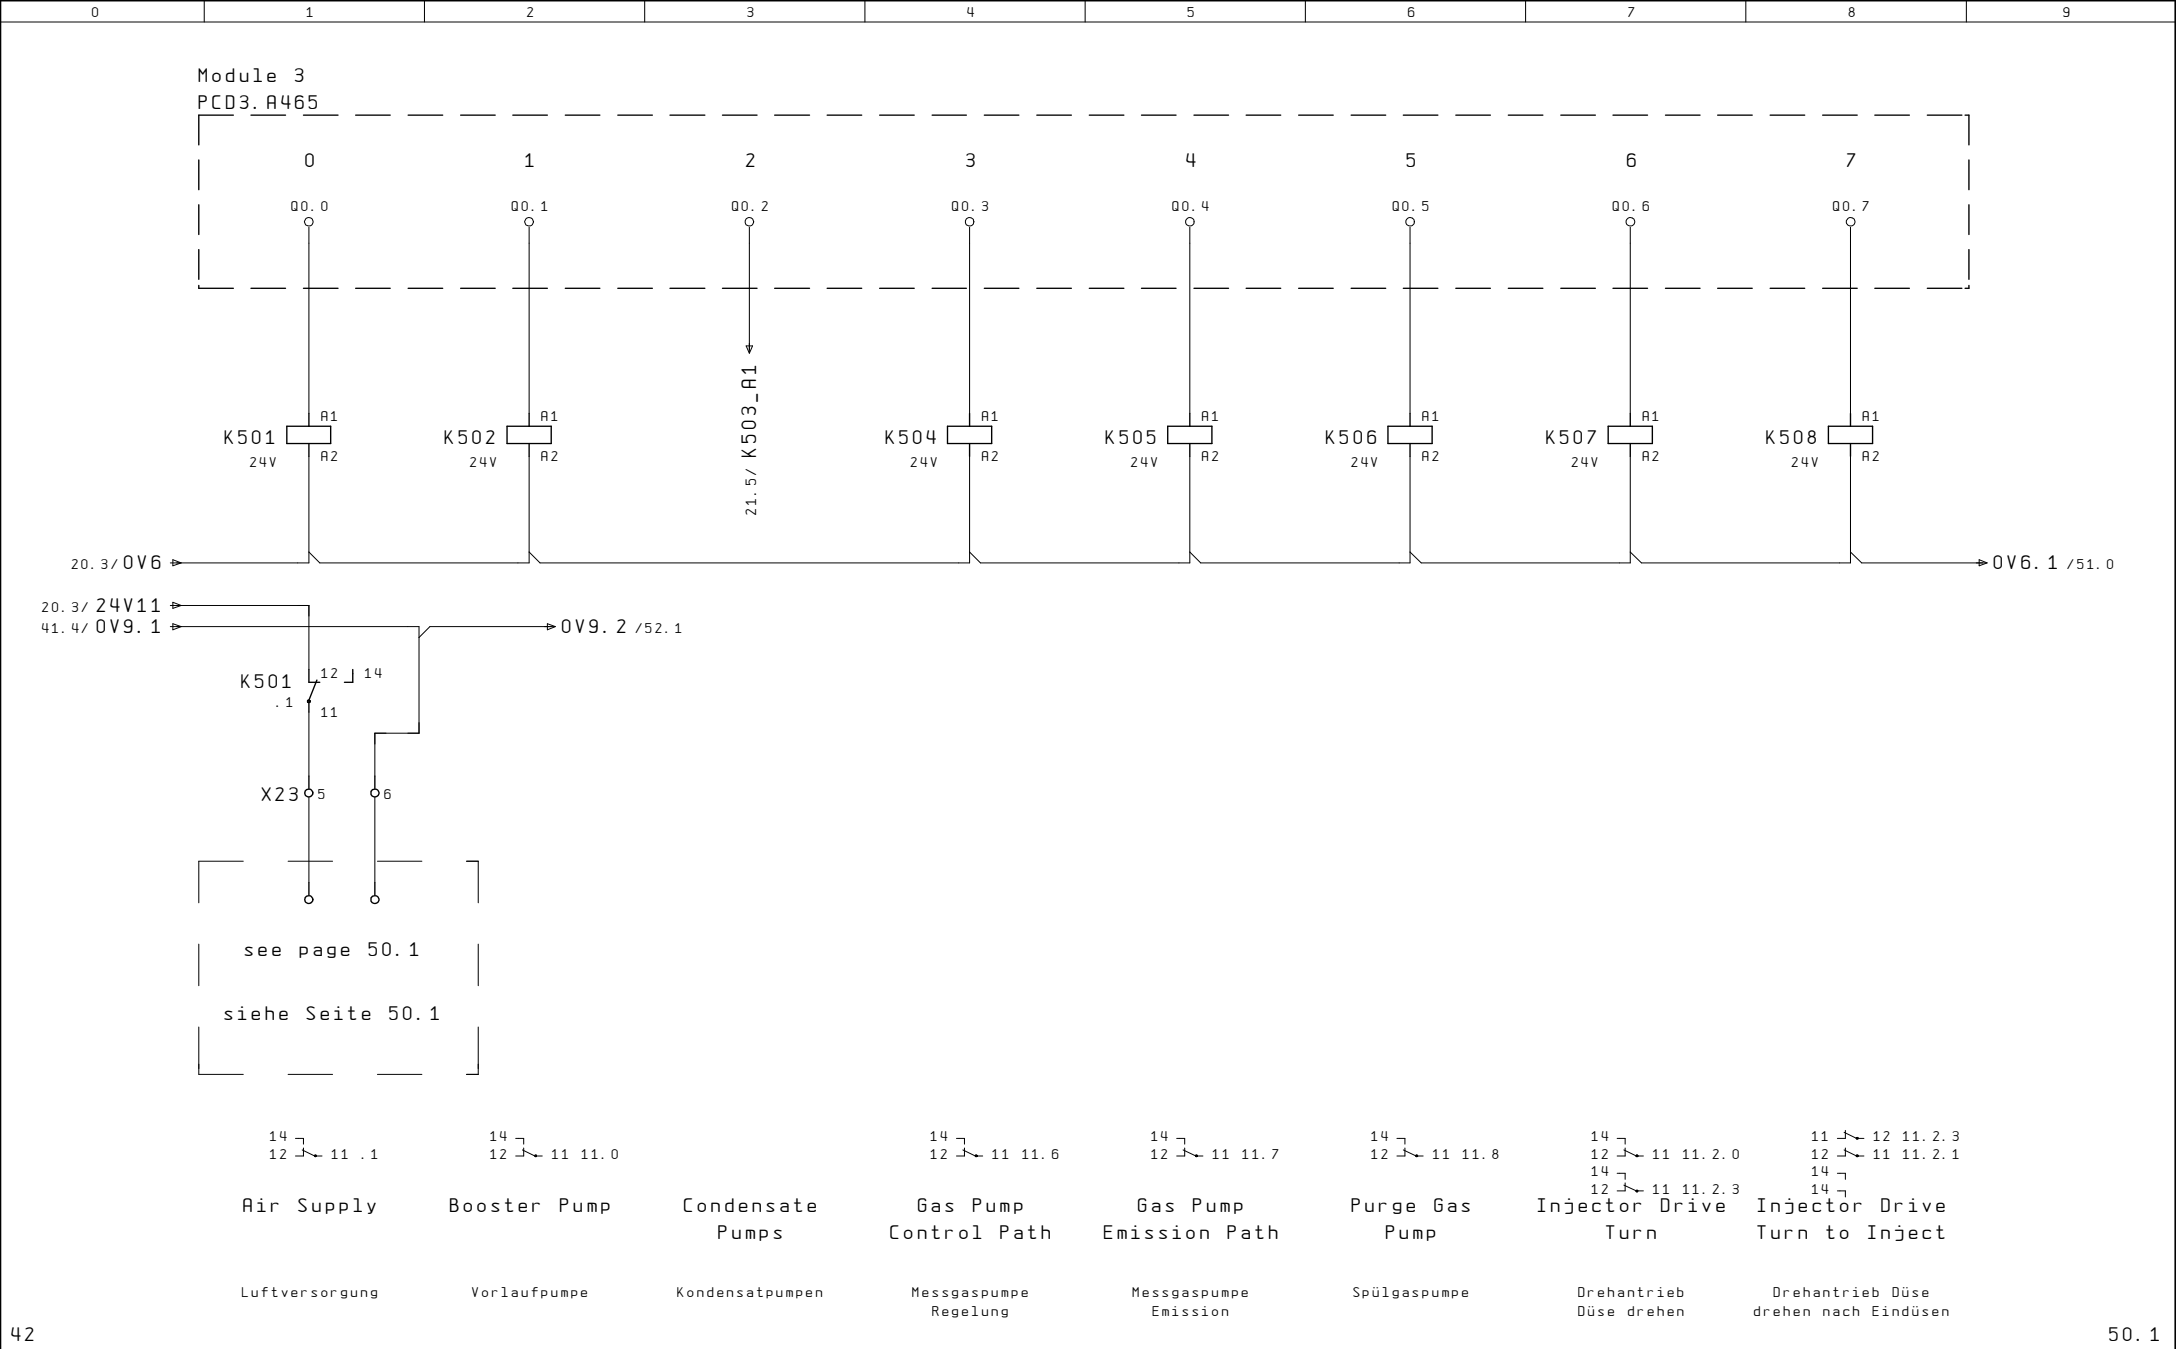 0 1 2 3 4 5 6 7 8 9
Module 3
PCD3.A465
0 1 2 3 4 5 6 7
Q0.0 Q0.1 Q0.2 Q0.3 Q0.4 Q0.5 Q0.6 Q0.7
21.5/ K503_A1
A1 A1 A1 A1 A1 A1 A1
K501 K502 K504 K505 K506 K507 K508
24V A2 24V A2 24V A2 24V A2 24V A2 24V A2 24V A2
20.3/0V6 0V6.1 /51.0
20.3/ 24V11
41.4/ 0V9.1 0V9.2 /52.1
K501 12 14
.1 11
X23 5 6
see page 50.1
siehe Seite 50.1
14 14 14 14 14 14 11 12 11.2.3
12 11 .1 12 11 11.0 12 11 11.6 12 11 11.7 12 11 11.8 12 11 11.2.0 12 11 11.2.1
14 14
12 11 11.2.3 14
Air Supply Booster Pump Condensate Gas Pump Gas Pump Purge Gas Injector Drive Injector Drive
Pumps Control Path Emission Path Pump Turn Turn to Inject
Luftversorgung Vorlaufpumpe Kondensatpumpen Messgaspumpe Messgaspumpe Spülgaspumpe Drehantrieb Drehantrieb Düse
Regelung Emission Düse drehen drehen nach Eindüsen
42 50.1